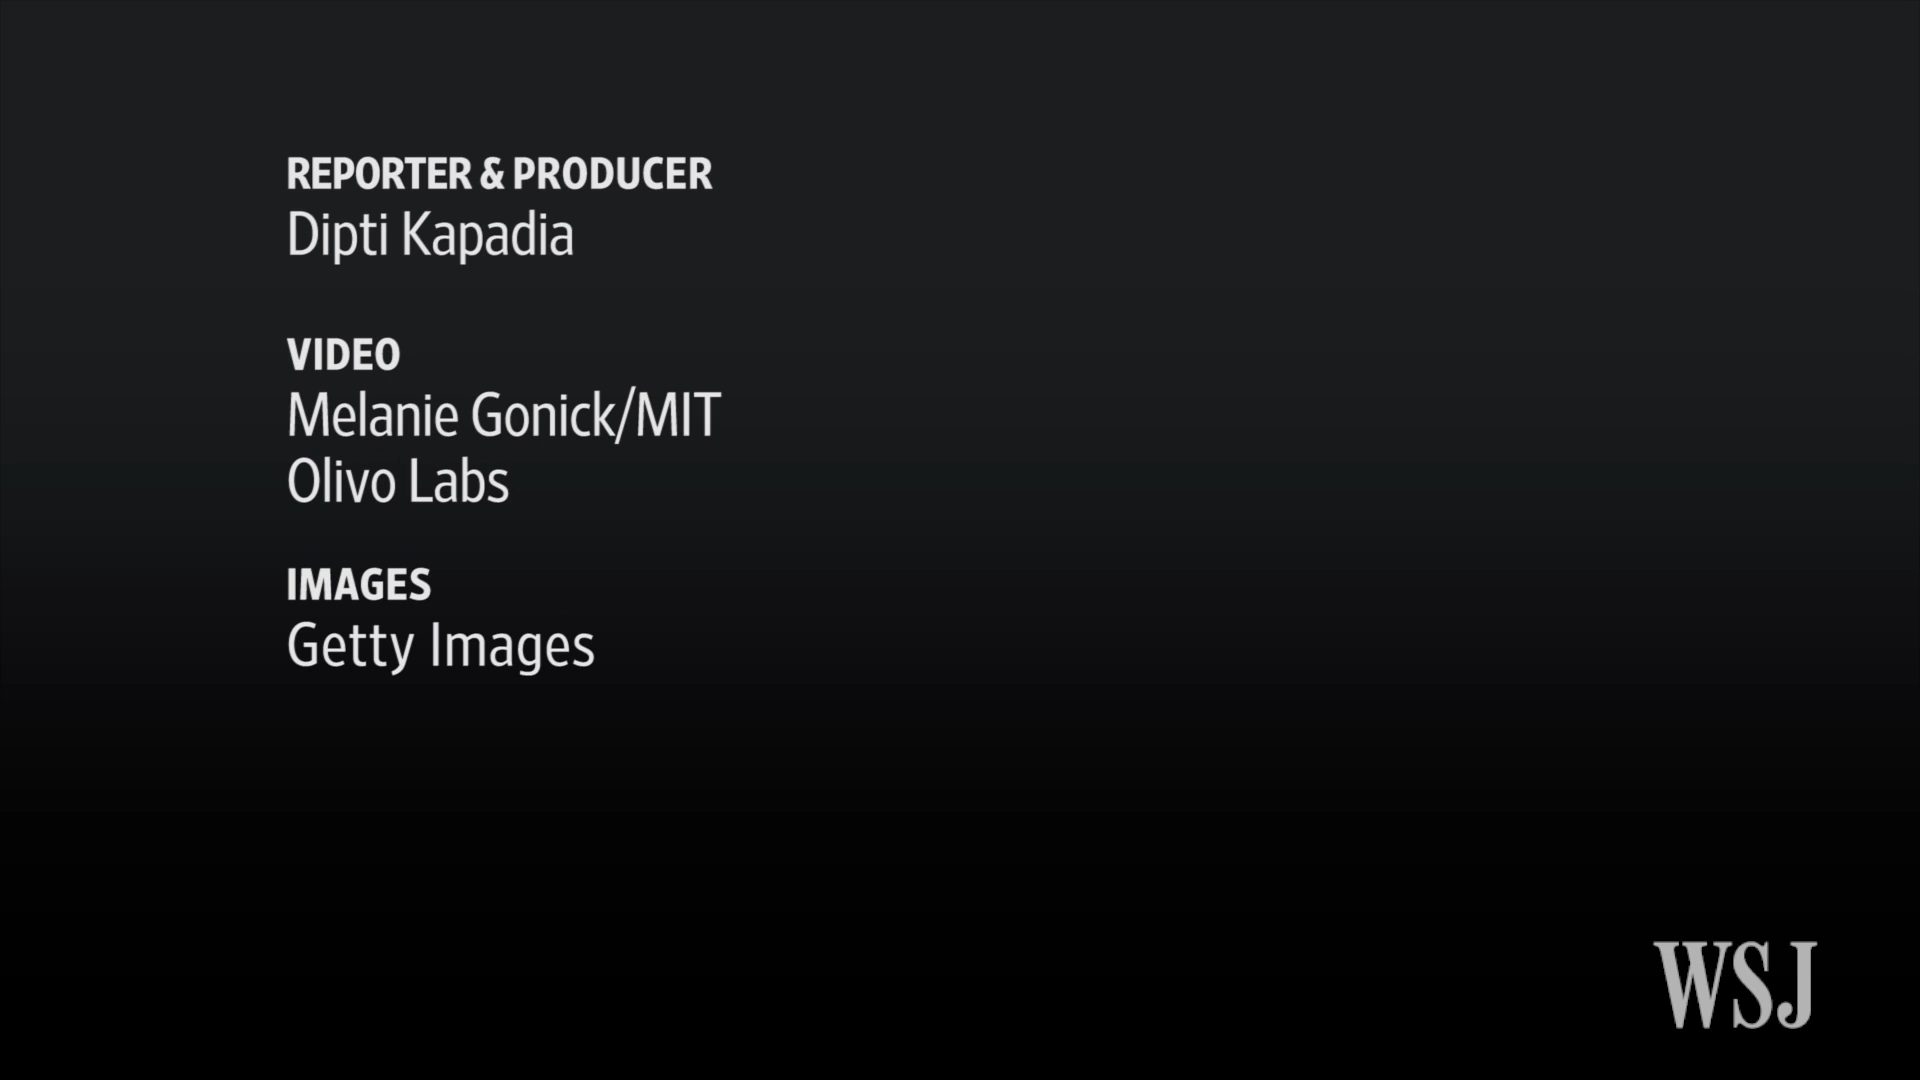 REPORTER & PRODUCER
Dipti Kapadia
VIDEO
Melanie Gonick/MIT
Olivo Labs
IMAGES
Getty Images
WSJ